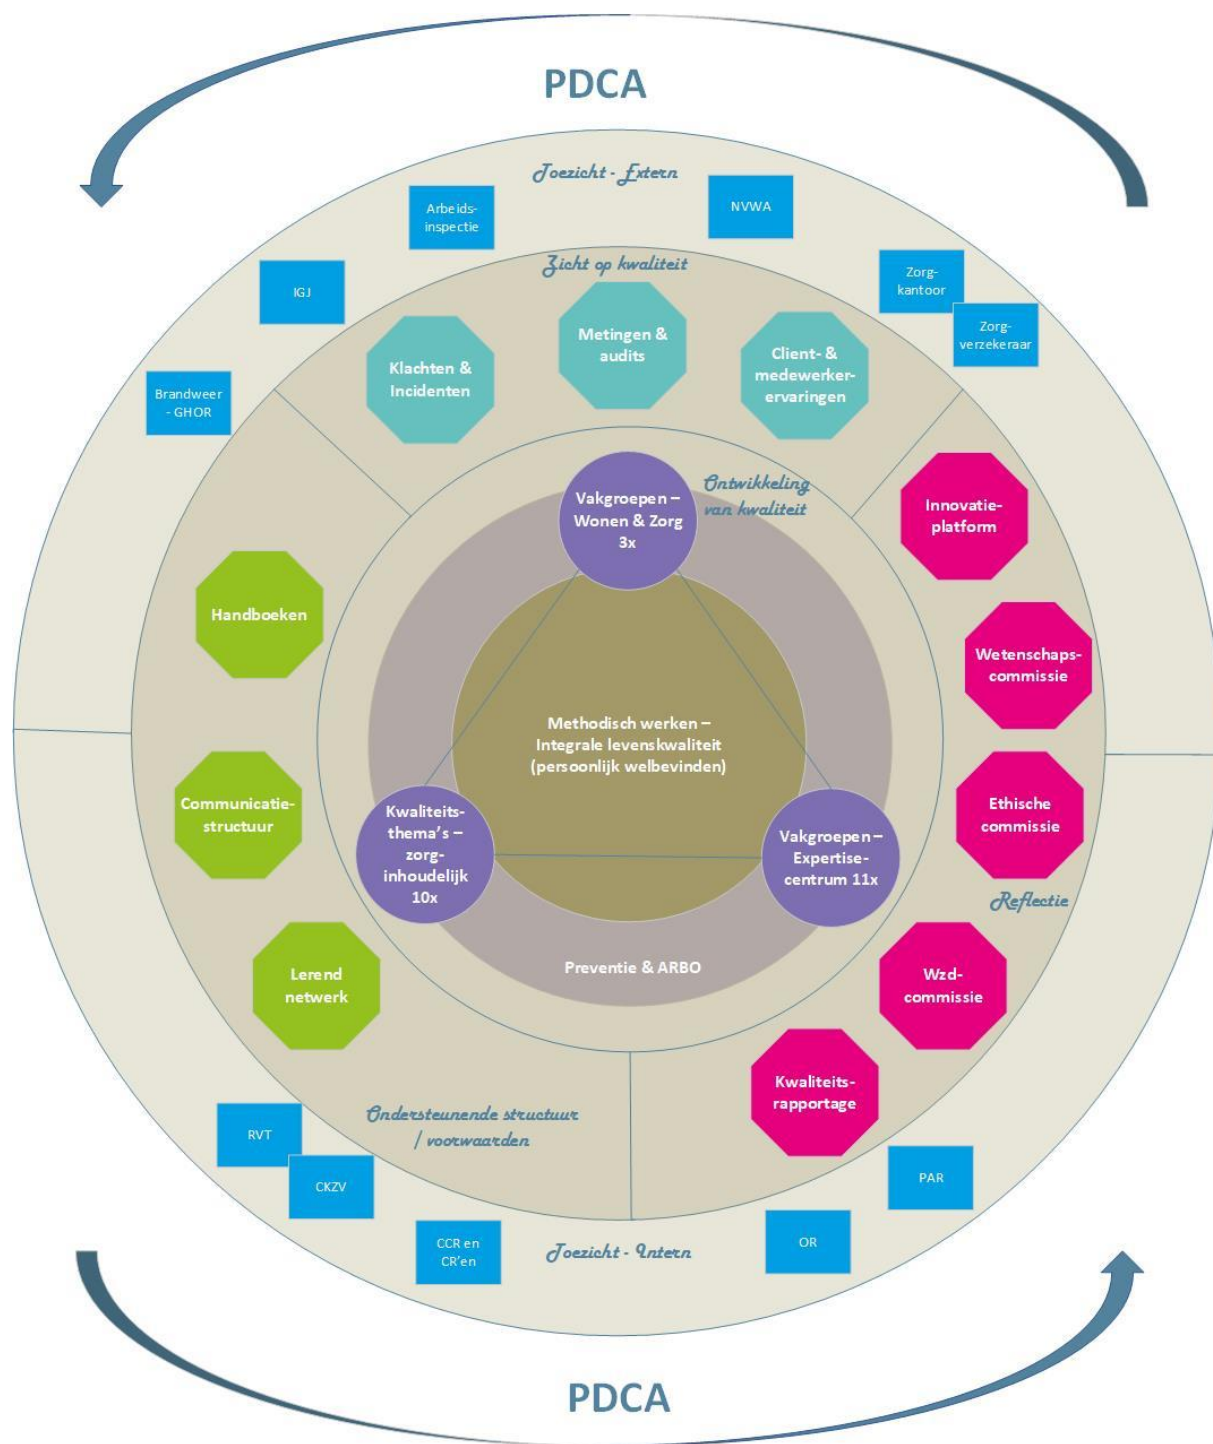 PDCA
Toezicht - Extern
Arbeids-
inspectie
NVWA
IGJ
Zorg-
kantoor
Zorg-
verzekeraar
Brandweer
- GHOR
Zicht op kwaliteit
Klachten &
Incidenten
Metingen &
audits
Client- &
medewerker-
ervaringen
Ontwikkeling
van kwaliteit
Vakgroepen –
Wonen & Zorg
3x
Innovatie-
platform
Handboeken
Wetenschaps-
commissie
Methodisch werken –
Integrale levenskwaliteit
(persoonlijk welbevinden)
Communicatie-
structuur
Kwaliteits-
thema's –
zorg-
inhoudelijk
10x
Vakgroepen –
Expertise-
centrum 11x
Ethische
commissie
Reflectie
Lerend
netwerk
Preventie & ARBO
Wzd-
commissie
Kwaliteits-
rapportage
Ondersteunende structuur
/ voorwaarden
RVT
CKZV
CCR en
CR'en
Toezicht - Intern
OR
PAR
PDCA